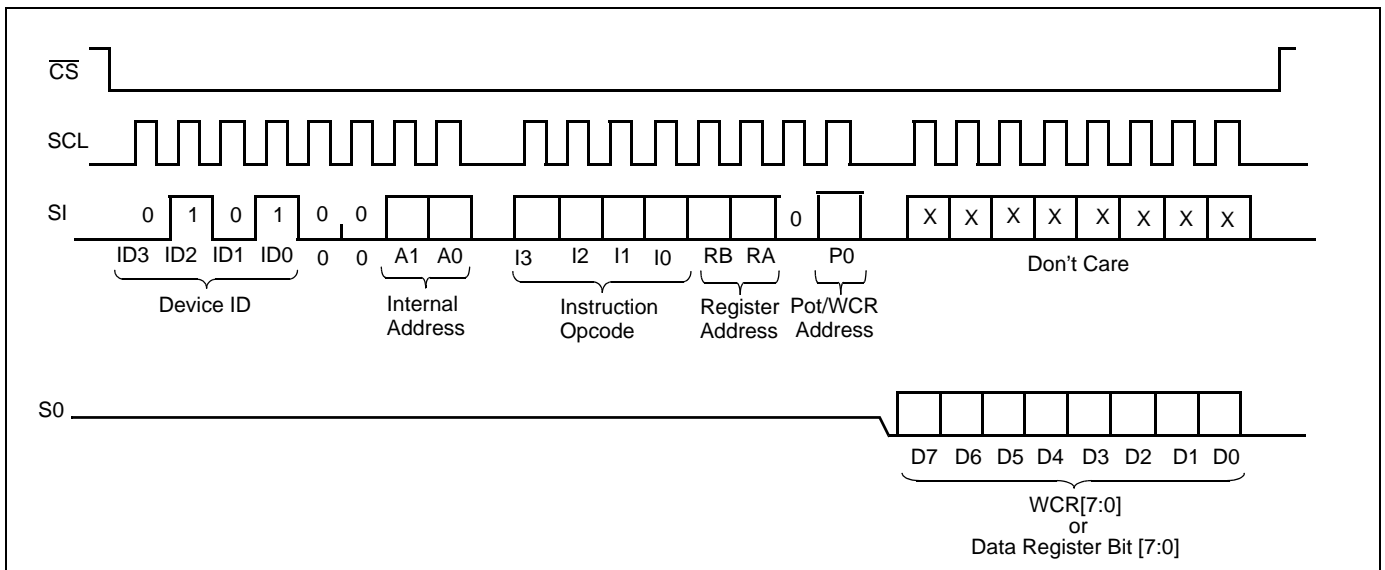 CS
SCL
SI
0 1 0 1 0 0
0
X X X X X X X X
ID3 ID2 ID1 ID0 0 0 A1 A0
I3 I2 I1 I0 RB RA P0
Device ID
Internal
Address
Instruction
Opcode
Register
Address
Pot/WCR
Address
Don't Care
S0
D7 D6 D5 D4 D3 D2 D1 D0
WCR[7:0]
or
Data Register Bit [7:0]